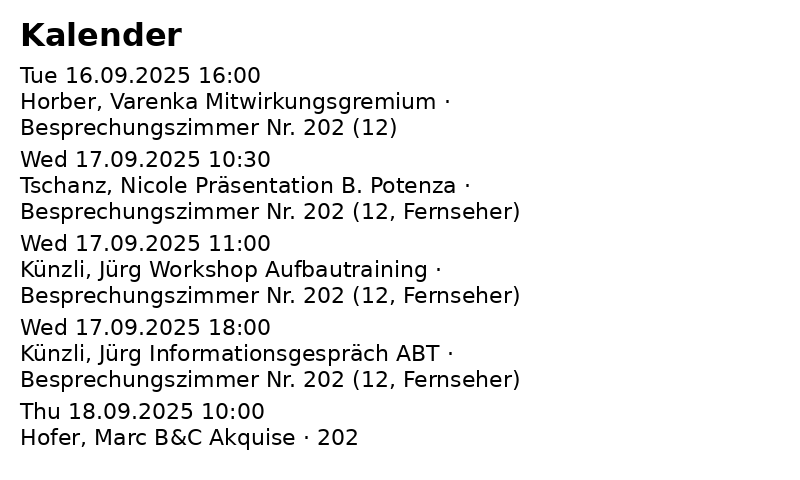 Kalender
Tue 16.09.2025 16:00
Horber, Varenka Mitwirkungsgremium ·
Besprechungszimmer Nr. 202 (12)
Wed 17.09.2025 10:30
Tschanz, Nicole Präsentation B. Potenza ·
Besprechungszimmer Nr. 202 (12, Fernseher)
Wed 17.09.2025 11:00
Künzli, Jürg Workshop Aufbautraining ·
Besprechungszimmer Nr. 202 (12, Fernseher)
Wed 17.09.2025 18:00
Künzli, Jürg Informationsgespräch ABT ·
Besprechungszimmer Nr. 202 (12, Fernseher)
Thu 18.09.2025 10:00
Hofer, Marc B&C Akquise · 202